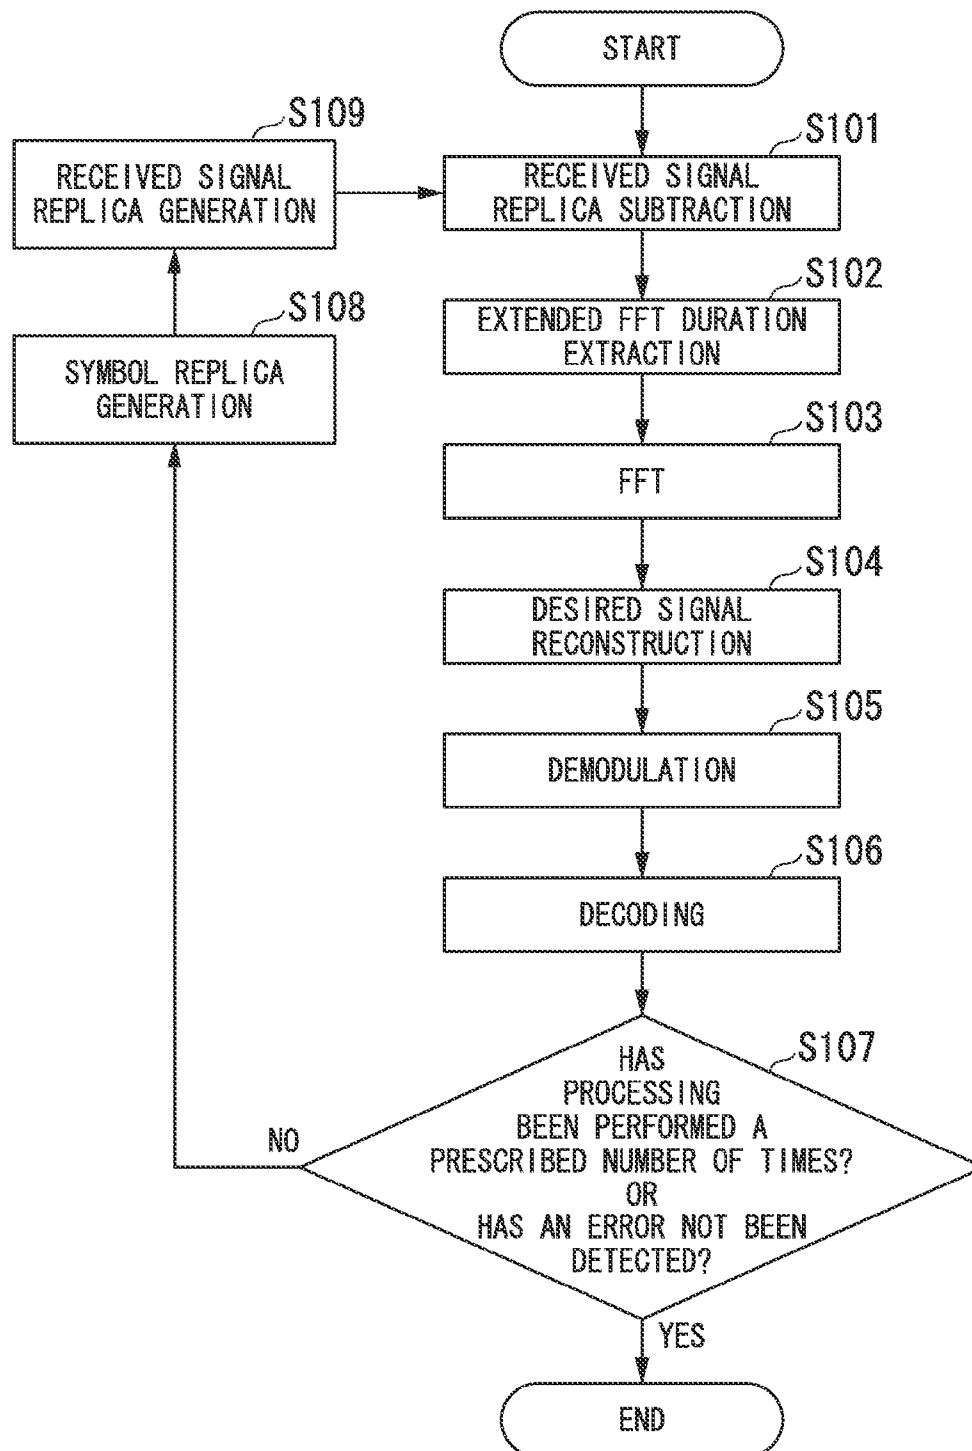 START
S101
RECEIVED SIGNAL
REPLICA SUBTRACTION
S102
EXTENDED FFT DURATION
EXTRACTION
S103
FFT
S104
DESIRED SIGNAL
RECONSTRUCTION
S105
DEMODULATION
S106
DECODING
S107
HAS
PROCESSING
BEEN PERFORMED A
PRESCRIBED NUMBER OF TIMES?
OR
HAS AN ERROR NOT BEEN
DETECTED?
NO
YES
S108
SYMBOL REPLICA
GENERATION
S109
RECEIVED SIGNAL
REPLICA GENERATION
END